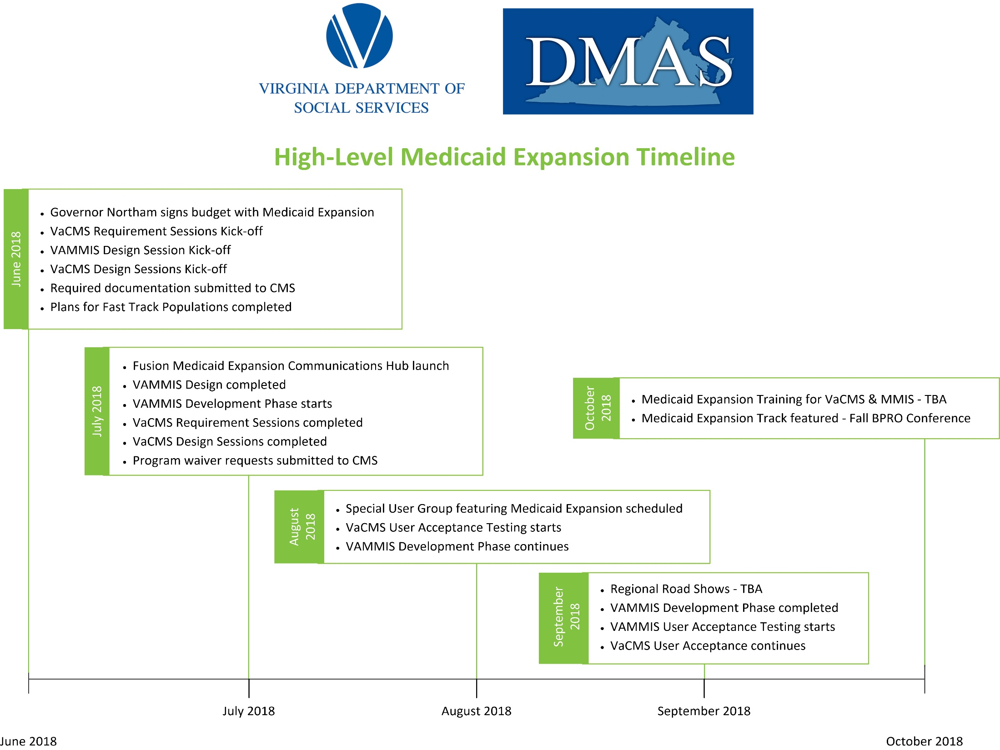 VIRGINIA DEPARTMENT OF
SOCIAL SERVICES
DMAS
High-Level Medicaid Expansion Timeline
June 2018
• Governor Northam signs budget with Medicaid Expansion
• VaCMS Requirement Sessions Kick-off
• VAMMIS Design Session Kick-off
• VaCMS Design Sessions Kick-off
• Required documentation submitted to CMS
• Plans for Fast Track Populations completed
July 2018
• Fusion Medicaid Expansion Communications Hub launch
• VAMMIS Design completed
• VAMMIS Development Phase starts
• VaCMS Requirement Sessions completed
• VaCMS Design Sessions completed
• Program waiver requests submitted to CMS
October
2018
• Medicaid Expansion Training for VaCMS & MMIS - TBA
• Medicaid Expansion Track featured - Fall BPRO Conference
August
2018
• Special User Group featuring Medicaid Expansion scheduled
• VaCMS User Acceptance Testing starts
• VAMMIS Development Phase continues
September
2018
• Regional Road Shows - TBA
• VAMMIS Development Phase completed
• VAMMIS User Acceptance Testing starts
• VaCMS User Acceptance continues
July 2018
August 2018
September 2018
June 2018
October 2018